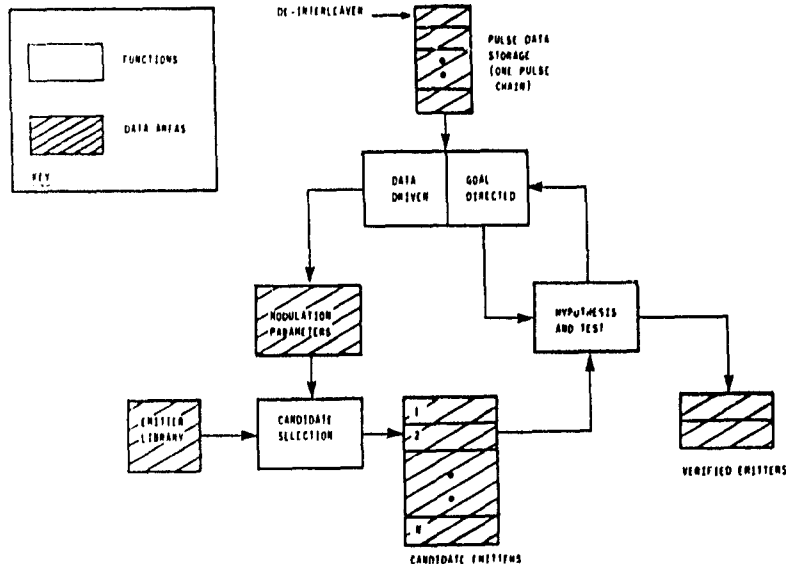 DE-INTERLEAVER
PULSE DATA
STORAGE
(ONE PULSE
CHAIN)
FUNCTIONS
DATA AREAS
KEY
DATA
DRIVEN
GOAL
DIRECTED
MODULATION
PARAMETERS
HYPOTHESIS
AND TEST
EMITTER
LIBRARY
CANDIDATE
SELECTION
1
2
N
CANDIDATE EMITTERS
VERIFIED EMITTERS